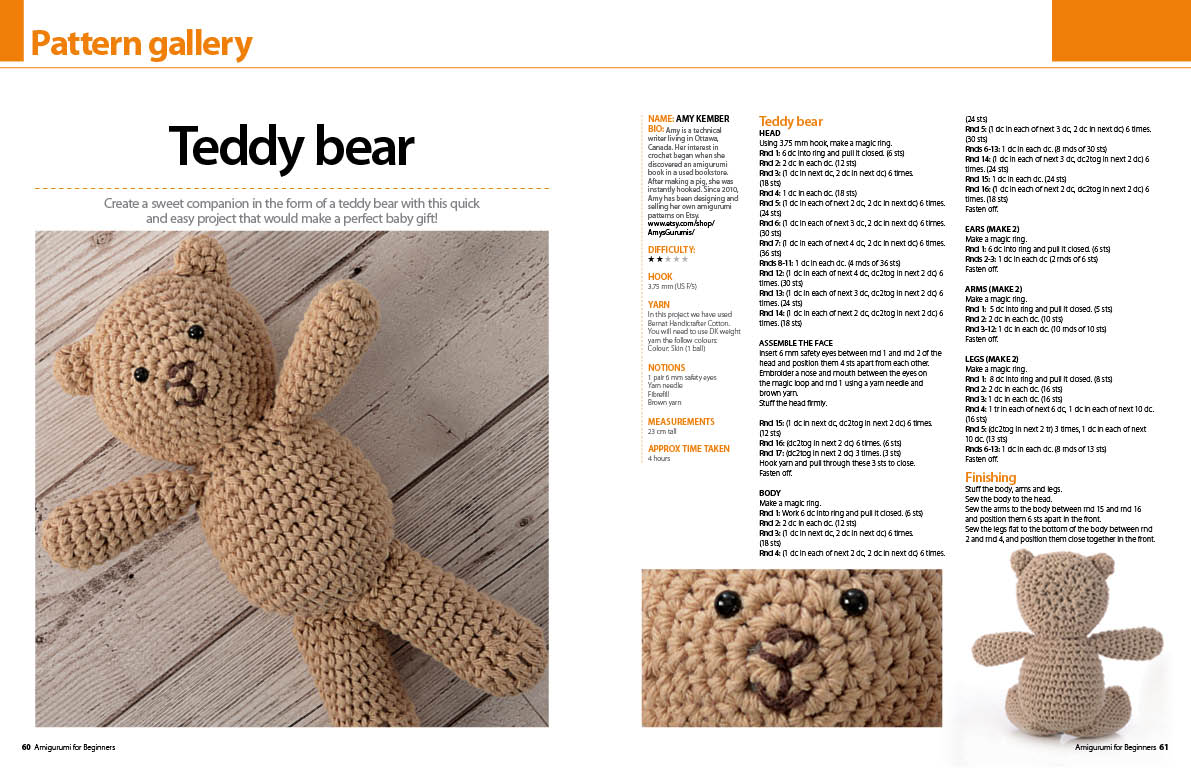 Pattern gallery
Teddy bear
Create a sweet companion in the form of a teddy bear with this quick
and easy project that would make a perfect baby gift!
NAME: AMY KEMBER
BIO: Amy is a technical
writer living in Ottawa,
Canada. Her interest in
crochet began when she
discovered an amigurumi
book in a used bookstore.
After making a pig, she was
instantly hooked. Since 2010,
Amy has been designing and
selling her own amigurumi
patterns on Etsy.
www.etsy.com/shop/
AmysGurumis/
DIFFICULTY:
★★★★★
HOOK
3.75 mm (US F/5)
YARN
In this project we have used
Bernat Handicrafter Cotton.
You will need to use DK weight
yarn the follow colours:
Colour: Skin (1 ball)
NOTIONS
1 pair 6 mm safety eyes
Yarn needle
Fibrefill
Brown yarn
MEASUREMENTS
23 cm tall
APPROX TIME TAKEN
4 hours
Teddy bear
HEAD
Using 3.75 mm hook, make a magic ring.
Rnd 1: 6 dc into ring and pull it closed. (6 sts)
Rnd 2: 2 dc in each dc. (12 sts)
Rnd 3: (1 dc in next dc, 2 dc in next dc) 6 times.
(18 sts)
Rnd 4: 1 dc in each dc. (18 sts)
Rnd 5: (1 dc in each of next 2 dc, 2 dc in next dc) 6 times.
(24 sts)
Rnd 6: (1 dc in each of next 3 dc, 2 dc in next dc) 6 times.
(30 sts)
Rnd 7: (1 dc in each of next 4 dc, 2 dc in next dc) 6 times.
(36 sts)
Rnds 8-11: 1 dc in each dc. (4 rnds of 36 sts)
Rnd 12: (1 dc in each of next 4 dc, dc2tog in next 2 dc) 6
times. (30 sts)
Rnd 13: (1 dc in each of next 3 dc, dc2tog in next 2 dc) 6
times. (24 sts)
Rnd 14: (1 dc in each of next 2 dc, dc2tog in next 2 dc) 6
times. (18 sts)
ASSEMBLE THE FACE
Insert 6 mm safety eyes between rnd 1 and rnd 2 of the
head and position them 4 sts apart from each other.
Embroider a nose and mouth between the eyes on
the magic loop and rnd 1 using a yarn needle and
brown yarn.
Stuff the head firmly.
Rnd 15: (1 dc in next dc, dc2tog in next 2 dc) 6 times.
(12 sts)
Rnd 16: (dc2tog in next 2 dc) 6 times. (6 sts)
Rnd 17: (dc2tog in next 2 dc) 3 times. (3 sts)
Hook yarn and pull through these 3 sts to close.
Fasten off.
BODY
Make a magic ring.
Rnd 1: Work 6 dc into ring and pull it closed. (6 sts)
Rnd 2: 2 dc in each dc. (12 sts)
Rnd 3: (1 dc in next dc, 2 dc in next dc) 6 times.
(18 sts)
Rnd 4: (1 dc in each of next 2 dc, 2 dc in next dc) 6 times.
(24 sts)
Rnd 5: (1 dc in each of next 3 dc, 2 dc in next dc) 6 times.
(30 sts)
Rnds 6-13: 1 dc in each dc. (8 rnds of 30 sts)
Rnd 14: (1 dc in each of next 3 dc, dc2tog in next 2 dc) 6
times. (24 sts)
Rnd 15: 1 dc in each dc. (24 sts)
Rnd 16: (1 dc in each of next 2 dc, dc2tog in next 2 dc) 6
times. (18 sts)
Fasten off.
EARS (MAKE 2)
Make a magic ring.
Rnd 1: 6 dc into ring and pull it closed. (6 sts)
Rnds 2-3: 1 dc in each dc (2 rnds of 6 sts)
Fasten off.
ARMS (MAKE 2)
Make a magic ring.
Rnd 1: 5 dc into ring and pull it closed. (5 sts)
Rnd 2: 2 dc in each dc. (10 sts)
Rnd 3-12: 1 dc in each dc. (10 rnds of 10 sts)
Fasten off.
LEGS (MAKE 2)
Make a magic ring.
Rnd 1: 8 dc into ring and pull it closed. (8 sts)
Rnd 2: 2 dc in each dc. (16 sts)
Rnd 3: 1 dc in each dc. (16 sts)
Rnd 4: 1 tr in each of next 6 dc, 1 dc in each of next 10 dc.
(16 sts)
Rnd 5: (dc2tog in next 2 tr) 3 times, 1 dc in each of next
10 dc. (13 sts)
Rnds 6-13: 1 dc in each dc. (8 rnds of 13 sts)
Fasten off.
Finishing
Stuff the body, arms and legs.
Sew the body to the head.
Sew the arms to the body between rnd 15 and rnd 16
and position them 6 sts apart in the front.
Sew the legs flat to the bottom of the body between rnd
2 and rnd 4, and position them close together in the front.
60 Amigurumi for Beginners
Amigurumi for Beginners 61